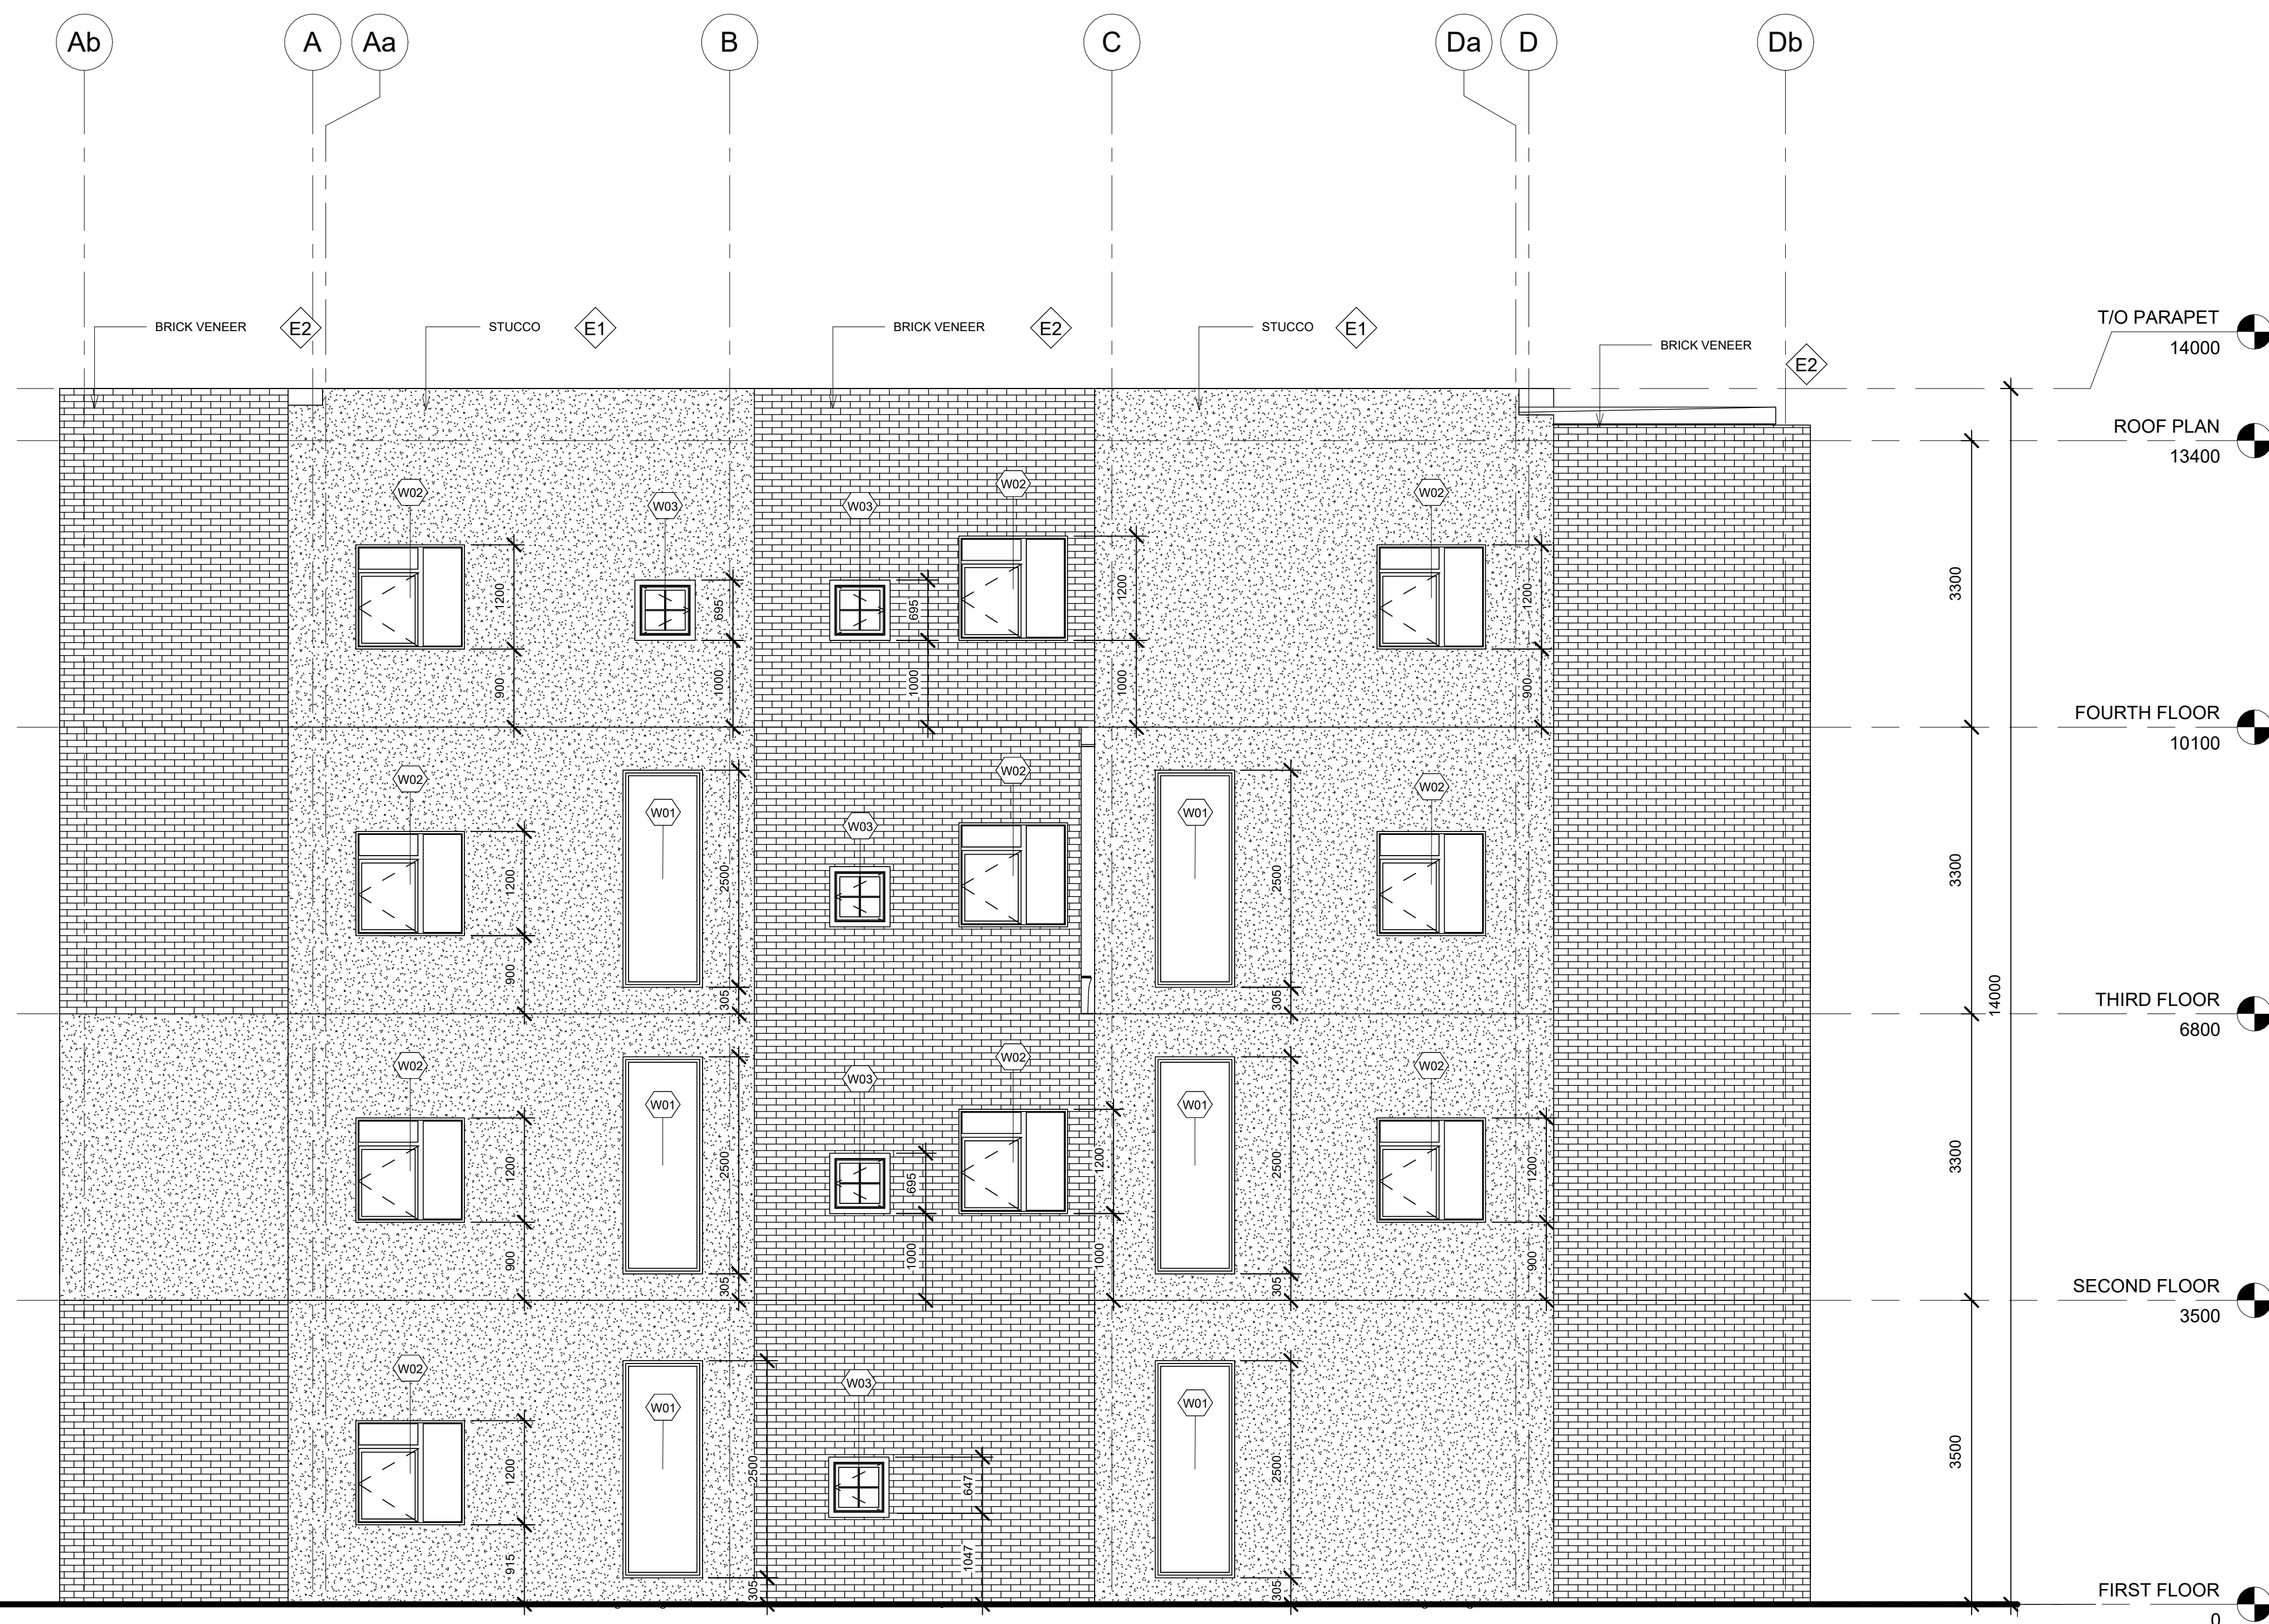 Ab
A
Aa
B
C
Da
D
Db
BRICK VENEER
E2
STUCCO
E1
BRICK VENEER
E2
STUCCO
E1
BRICK VENEER
E2
T/O PARAPET
14000
ROOF PLAN
13400
W02
W03
W03
W02
W02
1200
695
695
1200
1200
900
1000
1000
1000
900
3300
FOURTH FLOOR
10100
W02
W01
W03
W02
W01
W02
1200
2500
2500
900
305
305
3300
14000
THIRD FLOOR
6800
W02
W01
W03
W02
W01
W02
1200
2500
695
1200
2500
1200
900
305
1000
1000
305
900
3300
SECOND FLOOR
3500
W02
W01
W03
W01
1200
2500
647
2500
915
305
1047
305
3500
FIRST FLOOR
0